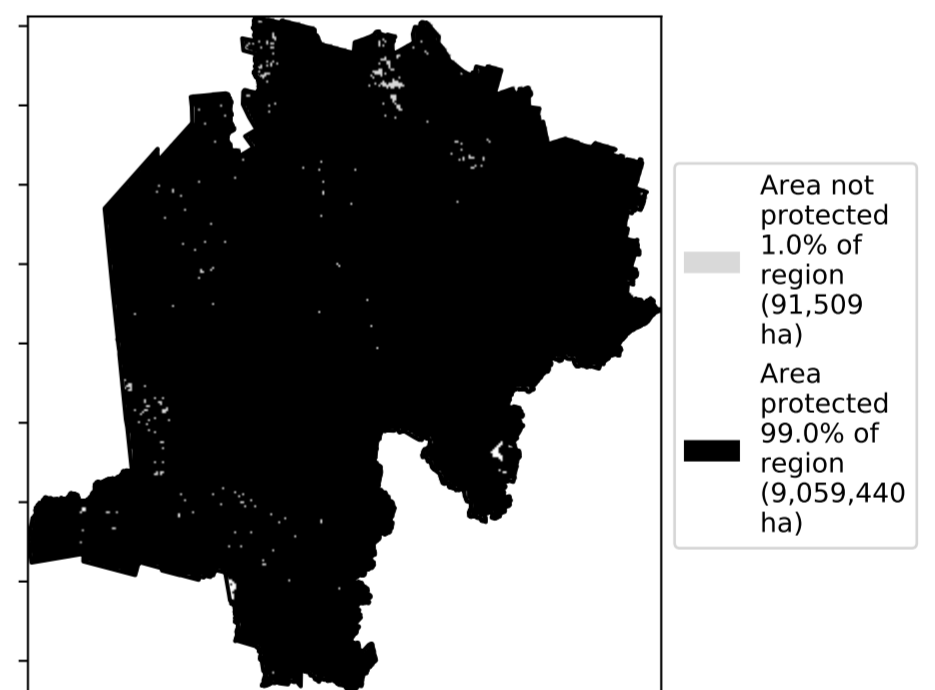 Area not
protected
1.0% of
region
(91,509
ha)
Area
protected
99.0% of
region
(9,059,440
ha)